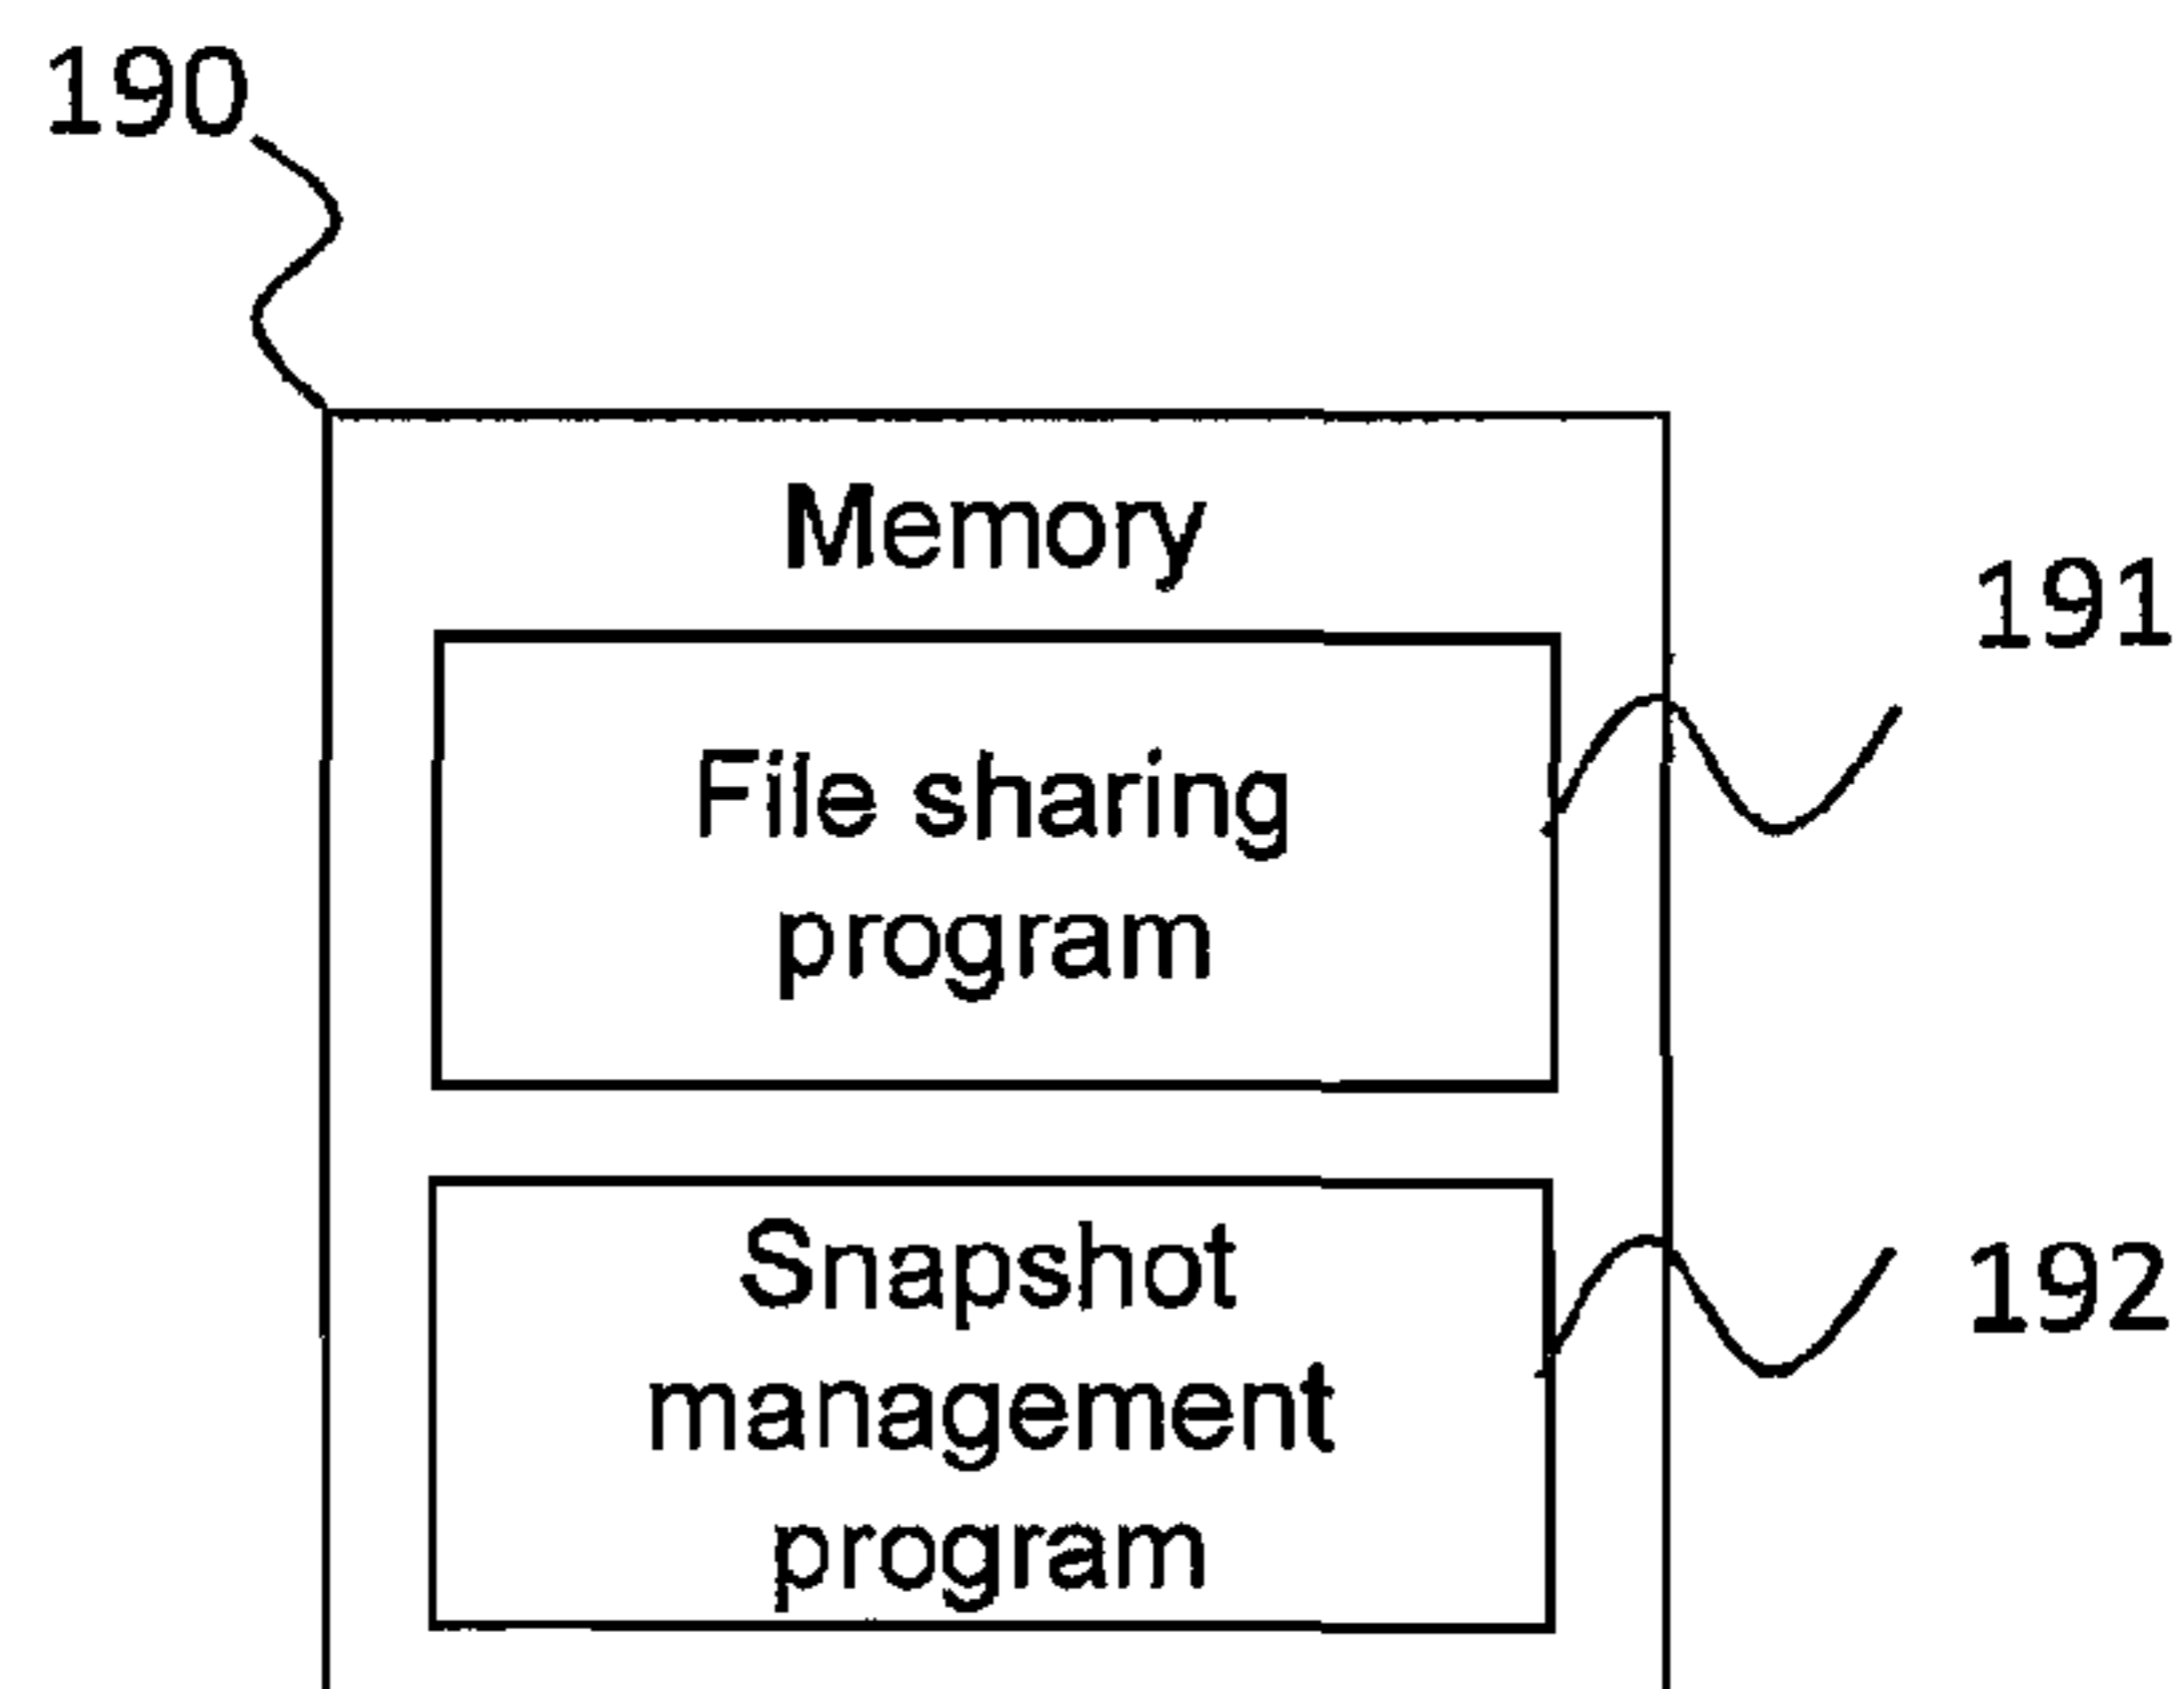 190
Memory
191
File sharing
program
Snapshot
192
management
program